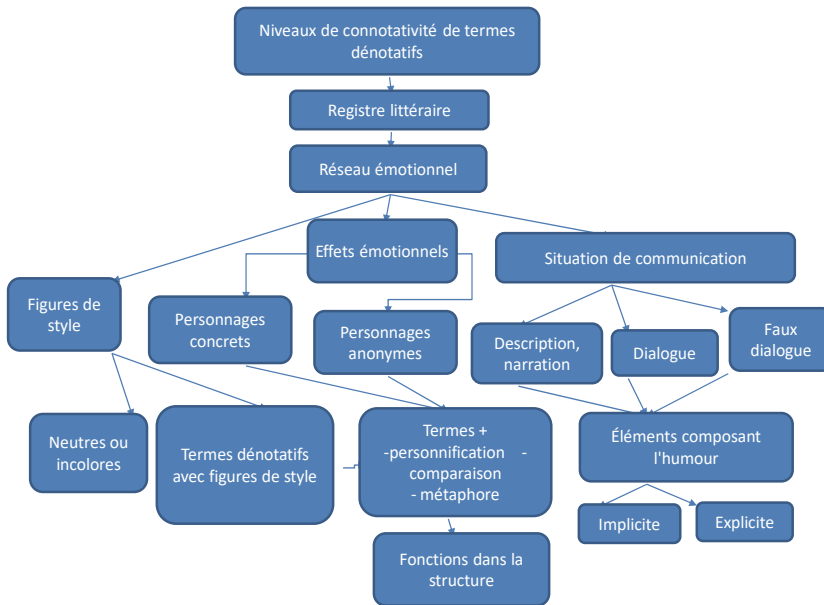 Niveaux de connotativité de termes
dénotatifs
Registre littéraire
Réseau émotionnel
Effets émotionnels
Situation de communication
Figures de
style
Personnages
concrets
Personnages
anonymes
Description,
narration
Dialogue
Faux
dialogue
Neutres ou
incolores
Termes dénotatifs
avec figures de style
Termes +
-personnification -
comparaison
- métaphore
Éléments composant
l'humour
Implicite
Explicite
Fonctions dans la
structure